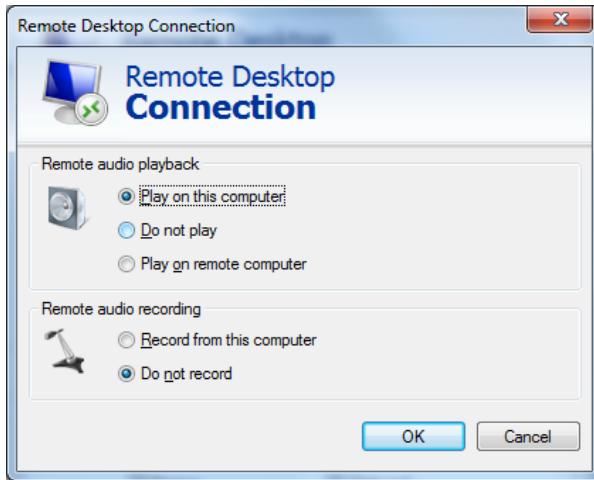 Remote Desktop Connection
Remote Desktop
Connection
Remote audio playback
Play on this computer
Do not play
Play on remote computer
Remote audio recording
Record from this computer
Do not record
OK
Cancel